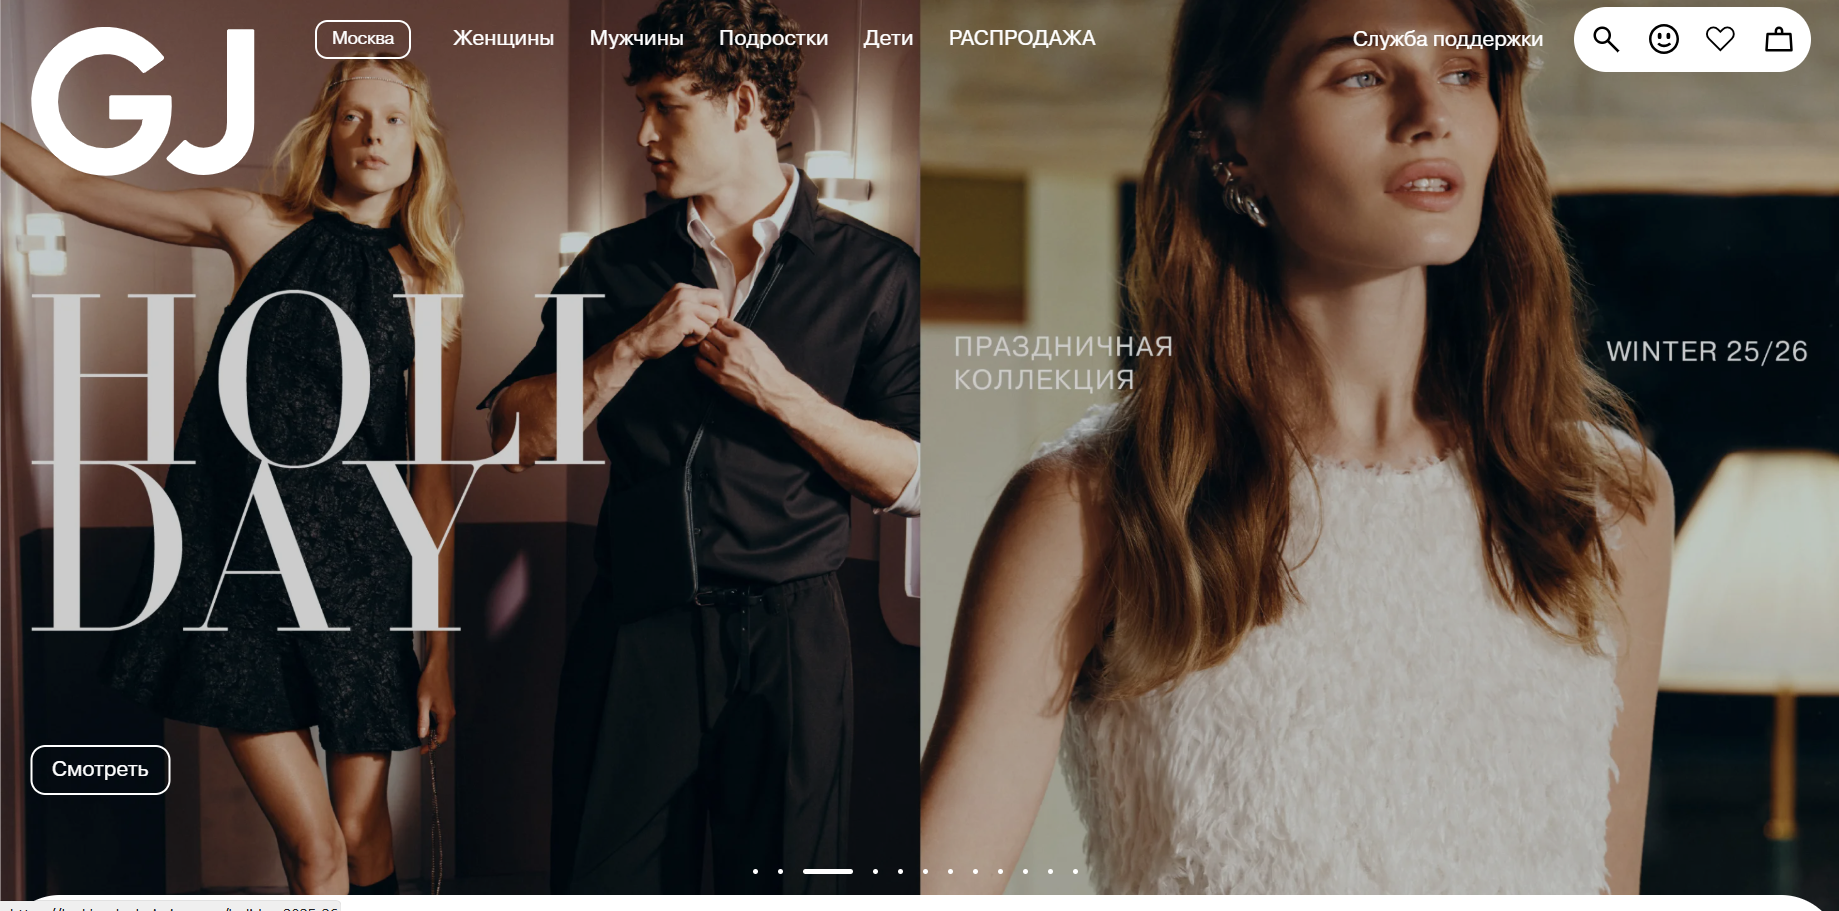 GJ
Москва
Женщины
Мужчины
Подростки
Дети
РАСПРОДАЖА
Служба поддержки
HOLI
DAY
ПРАЗДНИЧНАЯ
КОЛЛЕКЦИЯ
WINTER 25/26
Смотреть